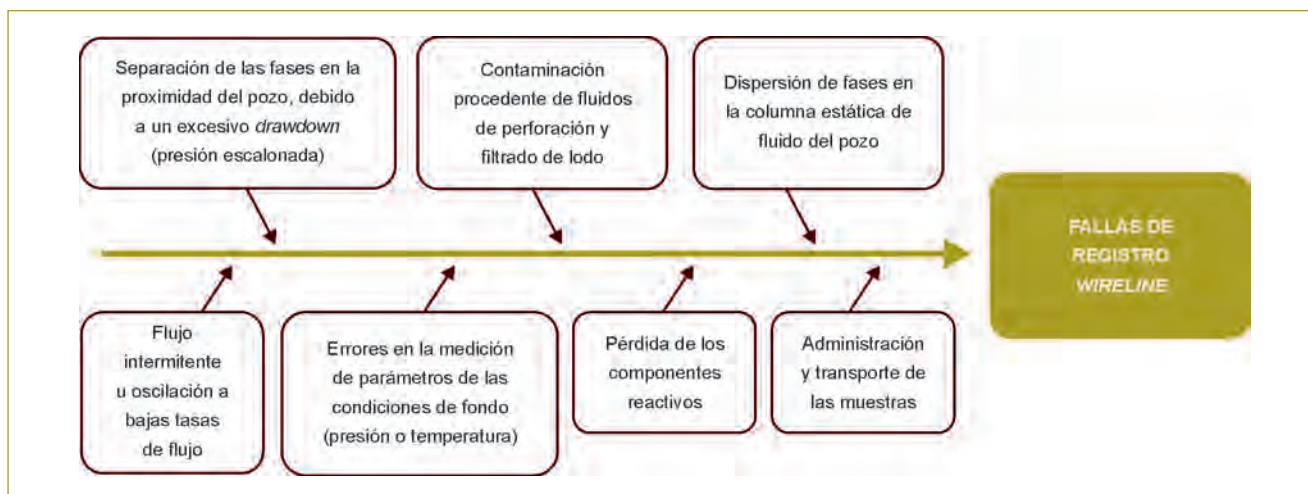 Separación de las fases en la
proximidad del pozo, debido
a un excesivo drawdown
(presión escalonada)
Contaminación
procedente de fluidos
de perforación y
filtrado de lodo
Dispersión de fases en
la columna estática de
fluido del pozo
FALLAS DE
REGISTRO
WIRELINE
Flujo
intermitente
u oscilación a
bajas tasas
de flujo
Errores en la medición
de parámetros de las
condiciones de fondo
(presión o temperatura)
Pérdida de los
componentes
reactivos
Administración
y transporte de
las muestras